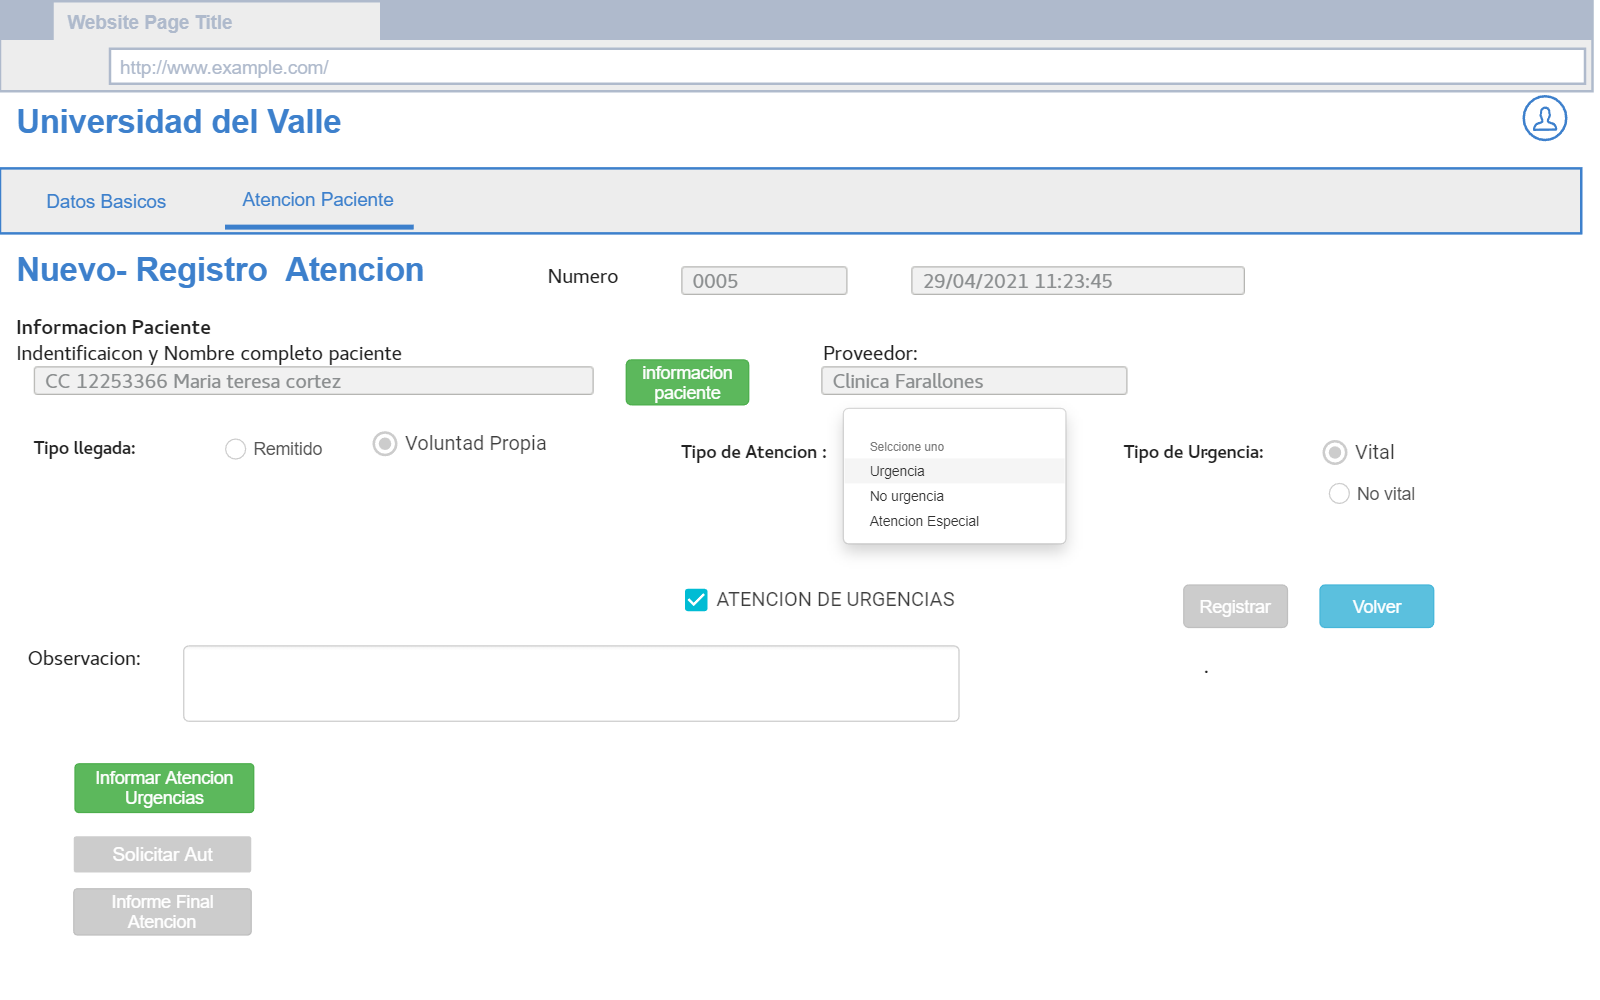 Website Page Title
http://www.example.com/
Universidad del Valle
Datos Basicos
Atencion Paciente
Nuevo- Registro  Atencion
Numero
0005
29/04/2021 11:23:45
Informacion Paciente
Indentificaicon y Nombre completo paciente
Proveedor:
CC 12253366 Maria teresa cortez
informacion
paciente
Clinica Farallones
Tipo llegada:
Remitido
Voluntad Propia
Tipo de Atencion :
Selccione uno
Urgencia
No urgencia
Atencion Especial
Tipo de Urgencia:
Vital
No vital
ATENCION DE URGENCIAS
Registrar
Volver
Observacion:
.
Informar Atencion
Urgencias
Solicitar Aut
Informe Final
Atencion